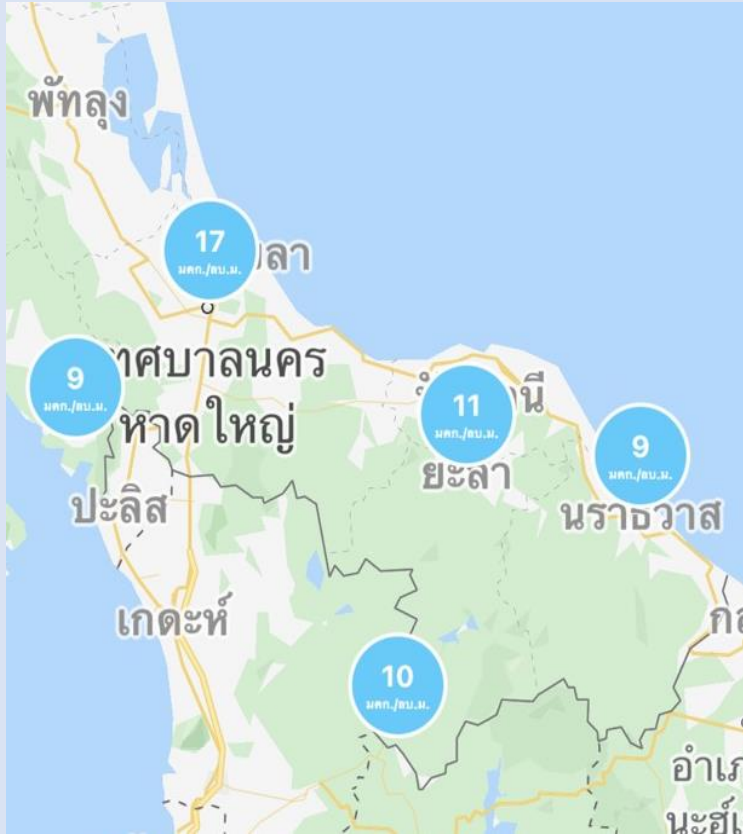 พัทลุง
17
มคก./ลบ.ม.
ลา
ทศบาลนคร
หาดใหญ่
9
มคก./ลบ.ม.
11
มคก./ลบ.ม.
นี
9
มคก./ลบ.ม.
ยะลา
ปะลิส
นราธิวาส
เกดะห์
10
มคก./ลบ.ม.